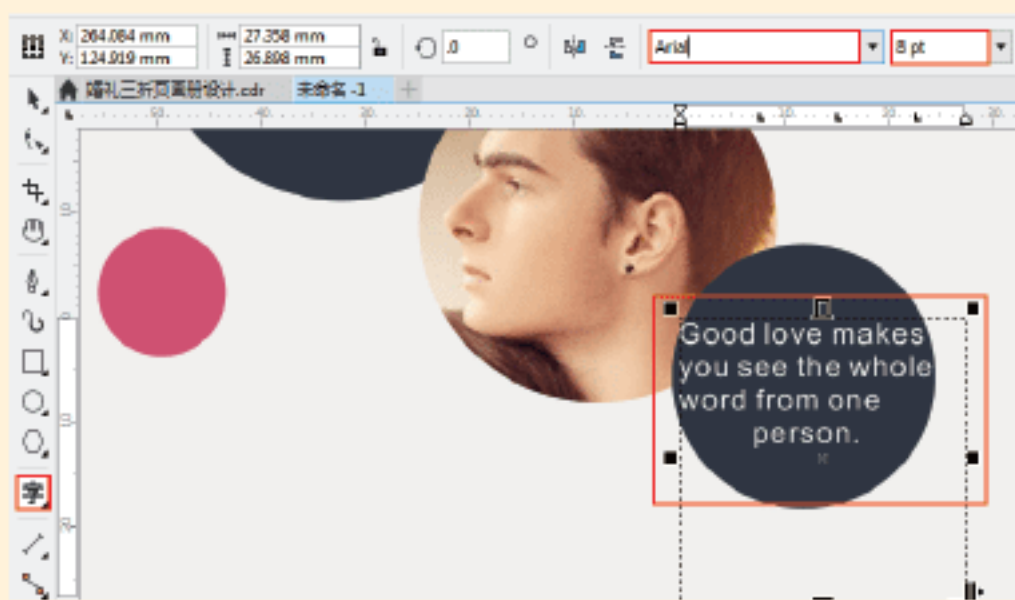 X: 264.084 mm
Y: 124.919 mm
27.358 mm
26.898 mm
.0
Arial
8 pt
婚礼三折页画册设计.cdr
未命名 -1
字
Good love makes
you see the whole
word from one
person.